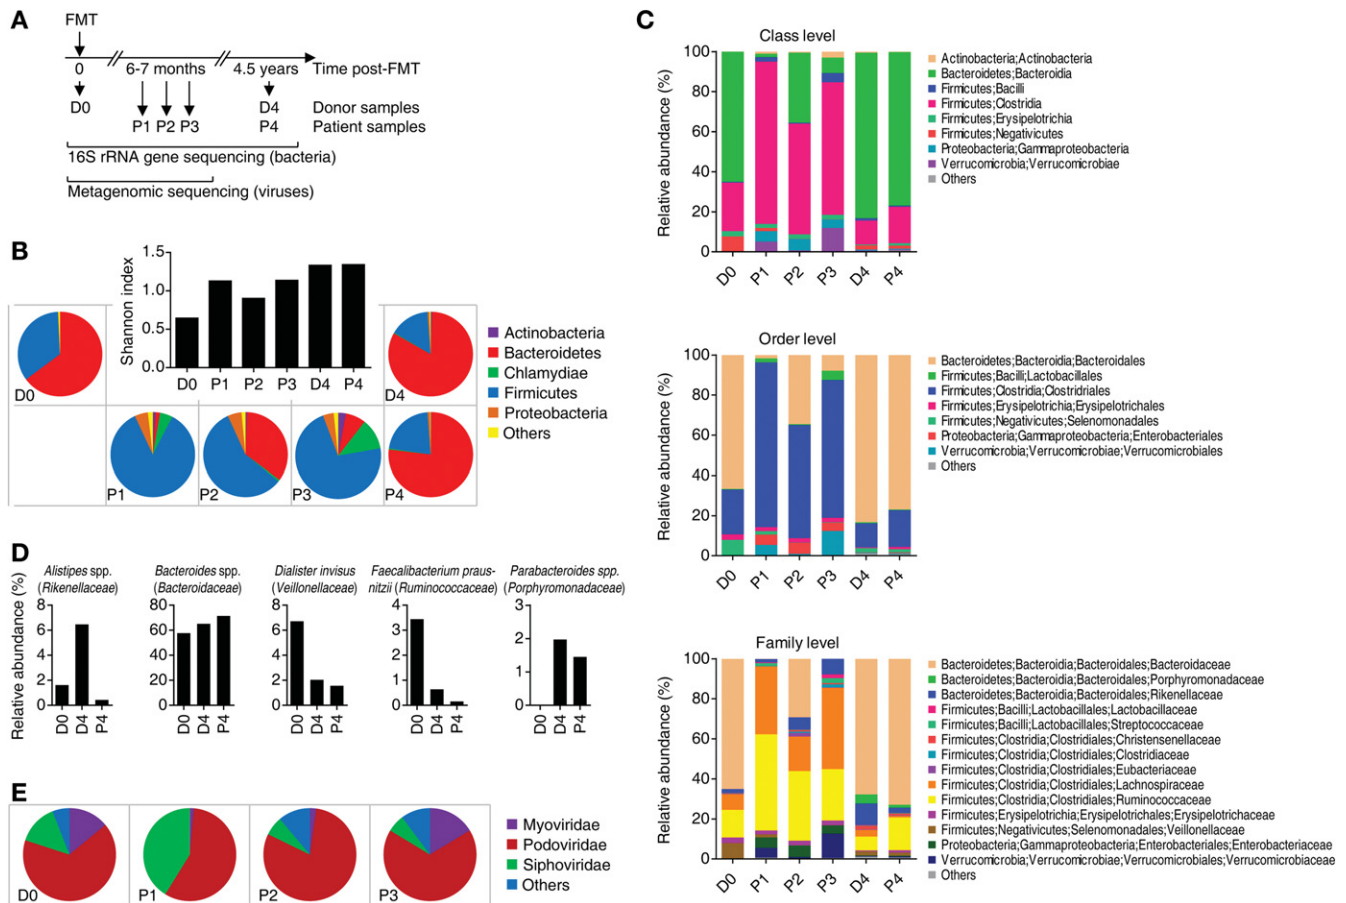 A
FMT
0
6-7 months
4.5 years
Time post-FMT
D0
D4
Donor samples
P1 P2 P3
P4
Patient samples
16S rRNA gene sequencing (bacteria)
Metagenomic sequencing (viruses)
B
Shannon index
1.5
1.0
0.5
0.0
D0 P1 P2 P3 D4 P4
D0
D4
P1
P2
P3
P4
Actinobacteria
Bacteroidetes
Chlamydiae
Firmicutes
Proteobacteria
Others
C
Class level
Relative abundance (%)
100
80
60
40
20
0
D0 P1 P2 P3 D4 P4
Actinobacteria;Actinobacteria
Bacteroidetes;Bacteroidia
Firmicutes;Bacilli
Firmicutes;Clostridia
Firmicutes;Erysipelotrichia
Firmicutes;Negativicutes
Proteobacteria;Gammaproteobacteria
Verrucomicrobia;Verrucomicrobiae
Others
Order level
Relative abundance (%)
100
80
60
40
20
0
D0 P1 P2 P3 D4 P4
Bacteroidetes;Bacteroidia;Bacteroidales
Firmicutes;Bacilli;Lactobacillales
Firmicutes;Clostridia;Clostridriales
Firmicutes;Erysipelotrichia;Erysipelotrichales
Firmicutes;Negativicutes;Selenomonadales
Proteobacteria;Gammaproteobacteria;Enterobacteriales
Verrucomicrobia;Verrucomicrobiae;Verrucomicrobiales
Others
Family level
Relative abundance (%)
100
80
60
40
20
0
D0 P1 P2 P3 D4 P4
Bacteroidetes;Bacteroidia;Bacteroidales;Bacteroidaceae
Bacteroidetes;Bacteroidia;Bacteroidales;Porphyromonadaceae
Bacteroidetes;Bacteroidia;Bacteroidales;Rikenellaceae
Firmicutes;Bacilli;Lactobacillales;Lactobacillaceae
Firmicutes;Bacilli;Lactobacillales;Streptococcaceae
Firmicutes;Clostridia;Clostridiales;Christensenellaceae
Firmicutes;Clostridia;Clostridiales;Clostridiaceae
Firmicutes;Clostridia;Clostridiales;Eubacteriaceae
Firmicutes;Clostridia;Clostridiales;Lachnospiraceae
Firmicutes;Clostridia;Clostridiales;Ruminococcaceae
Firmicutes;Erysipelotrichia;Erysipelotrichales;Erysipelotrichaceae
Firmicutes;Negativicutes;Selenomonadales;Veillonellaceae
Proteobacteria;Gammaproteobacteria;Enterobacteriales;Enterobacteriaceae
Verrucomicrobia;Verrucomicrobiae;Verrucomicrobiales;Verrucomicrobiaceae
Others
D
Relative abundance (%)
Alistipes spp.
(Rikenellaceae)
8
6
4
2
0
D0 D4 P4
Bacteroides spp.
(Bacteroidaceae)
80
60
40
20
0
D0 D4 P4
Dialister invisus
(Veillonellaceae)
8
6
4
2
0
D0 D4 P4
Faecalibacterium praus-
nitzii (Ruminococcaceae)
4
3
2
1
0
D0 D4 P4
Parabacteroides spp.
(Porphyromonadaceae)
3
2
1
0
D0 D4 P4
E
D0
P1
P2
P3
Myoviridae
Podoviridae
Siphoviridae
Others